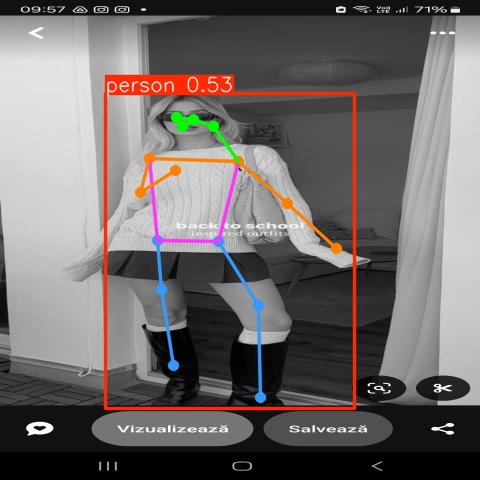 09:57
71%
person 0.53
back to school
inspired outfits
Vizualizează
Salvează